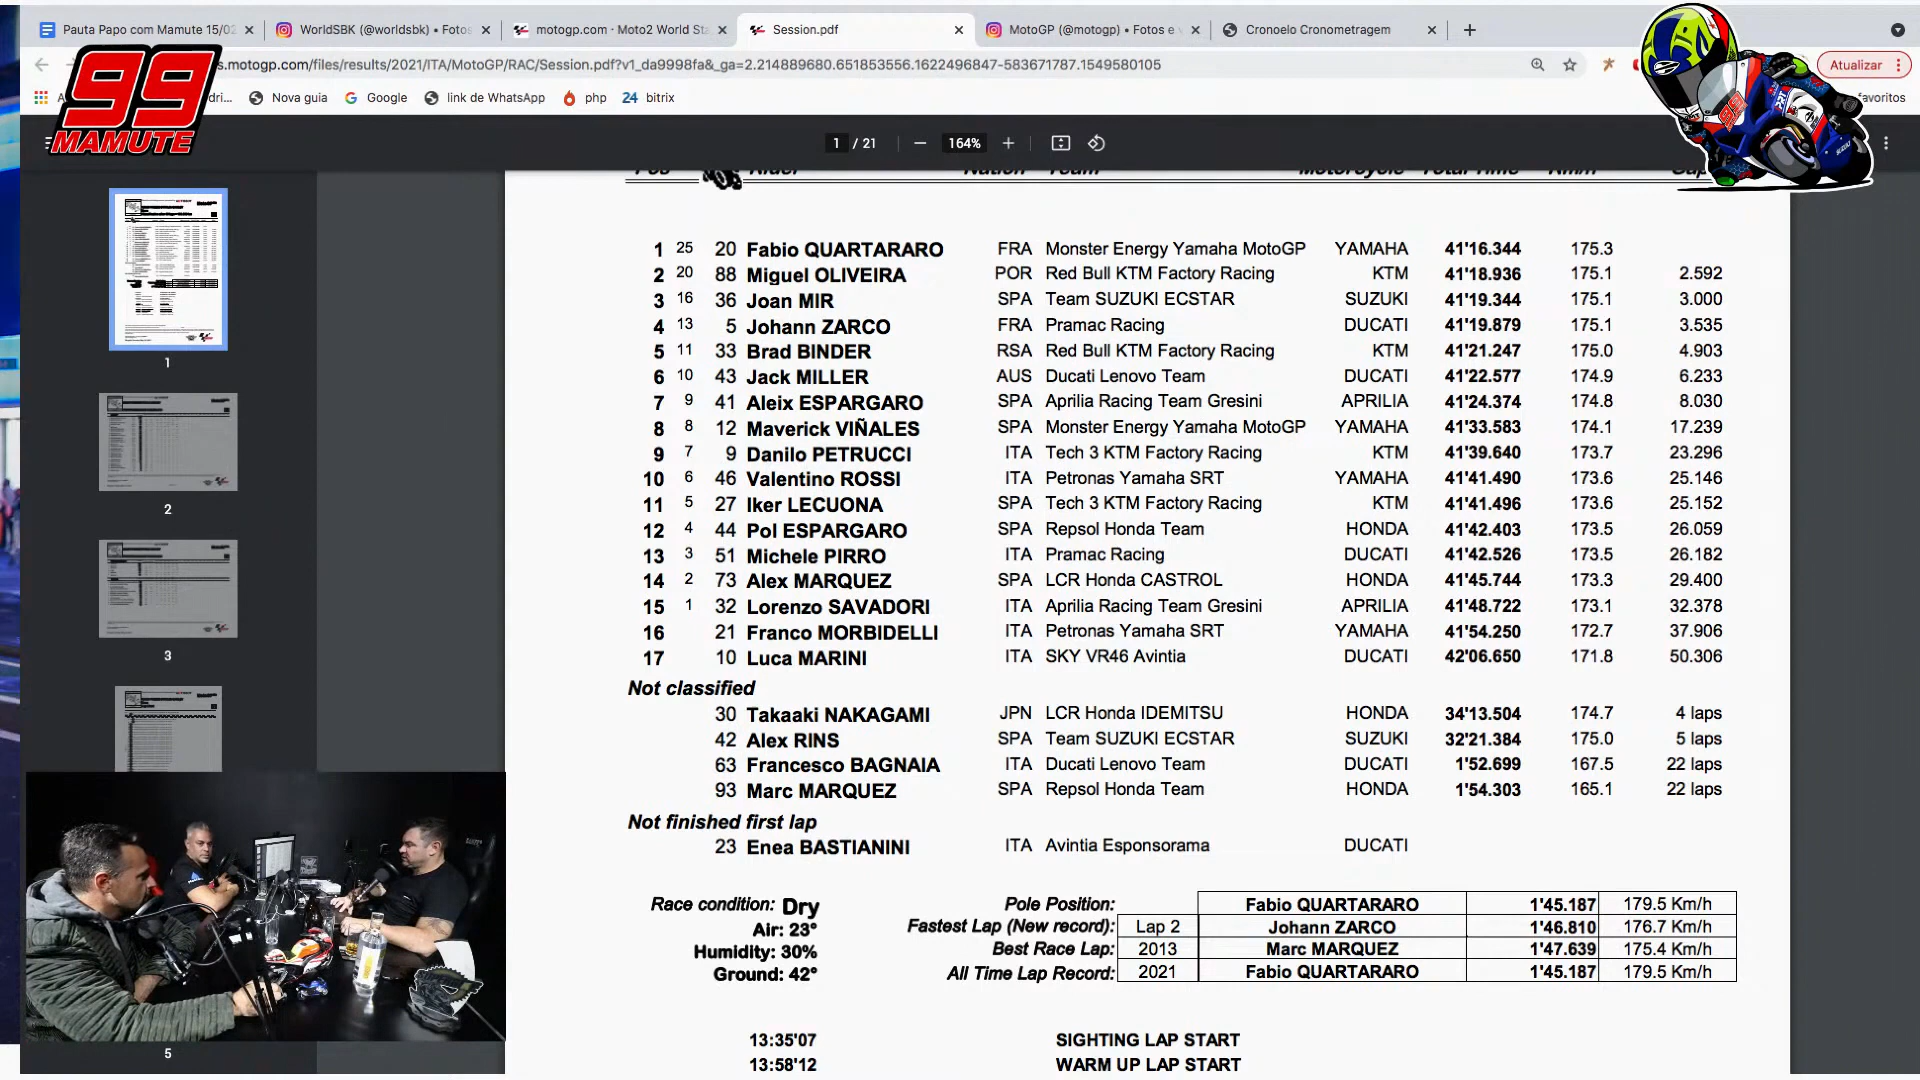 Pauta Papo com Mamute 15/02
WorldSBK (@worldsbk) • Fotos
motogp.com · Moto2 World Sta
Session.pdf
MotoGP (@motogp) • Fotos e v
Cronoelo Cronometragem
s.motogp.com/files/results/2021/ITA/MotoGP/RAC/Session.pdf?v1_da9998fa&_ga=2.214889680.651853556.1622496847-583671787.1549580105
Atualizar
Nova guia
Google
link de WhatsApp
php
24 bitrix
favoritos
99
MAMUTE
1 / 21
164%
Pos Rider Nation Team Motorcycle Total Time Km/h Gap
1 25 20 Fabio QUARTARARO FRA Monster Energy Yamaha MotoGP YAMAHA 41'16.344 175.3
2 20 88 Miguel OLIVEIRA POR Red Bull KTM Factory Racing KTM 41'18.936 175.1 2.592
3 16 36 Joan MIR SPA Team SUZUKI ECSTAR SUZUKI 41'19.344 175.1 3.000
4 13 5 Johann ZARCO FRA Pramac Racing DUCATI 41'19.879 175.1 3.535
5 11 33 Brad BINDER RSA Red Bull KTM Factory Racing KTM 41'21.247 175.0 4.903
6 10 43 Jack MILLER AUS Ducati Lenovo Team DUCATI 41'22.577 174.9 6.233
7 9 41 Aleix ESPARGARO SPA Aprilia Racing Team Gresini APRILIA 41'24.374 174.8 8.030
8 8 12 Maverick VIÑALES SPA Monster Energy Yamaha MotoGP YAMAHA 41'33.583 174.1 17.239
9 7 9 Danilo PETRUCCI ITA Tech 3 KTM Factory Racing KTM 41'39.640 173.7 23.296
10 6 46 Valentino ROSSI ITA Petronas Yamaha SRT YAMAHA 41'41.490 173.6 25.146
11 5 27 Iker LECUONA SPA Tech 3 KTM Factory Racing KTM 41'41.496 173.6 25.152
12 4 44 Pol ESPARGARO SPA Repsol Honda Team HONDA 41'42.403 173.5 26.059
13 3 51 Michele PIRRO ITA Pramac Racing DUCATI 41'42.526 173.5 26.182
14 2 73 Alex MARQUEZ SPA LCR Honda CASTROL HONDA 41'45.744 173.3 29.400
15 1 32 Lorenzo SAVADORI ITA Aprilia Racing Team Gresini APRILIA 41'48.722 173.1 32.378
16 21 Franco MORBIDELLI ITA Petronas Yamaha SRT YAMAHA 41'54.250 172.7 37.906
17 10 Luca MARINI ITA SKY VR46 Avintia DUCATI 42'06.650 171.8 50.306
Not classified
30 Takaaki NAKAGAMI JPN LCR Honda IDEMITSU HONDA 34'13.504 174.7 4 laps
42 Alex RINS SPA Team SUZUKI ECSTAR SUZUKI 32'21.384 175.0 5 laps
63 Francesco BAGNAIA ITA Ducati Lenovo Team DUCATI 1'52.699 167.5 22 laps
93 Marc MARQUEZ SPA Repsol Honda Team HONDA 1'54.303 165.1 22 laps
Not finished first lap
23 Enea BASTIANINI ITA Avintia Esponsorama DUCATI
Race condition: Dry
Air: 23°
Humidity: 30%
Ground: 42°
Pole Position: Fabio QUARTARARO 1'45.187 179.5 Km/h
Fastest Lap (New record): Lap 2 Johann ZARCO 1'46.810 176.7 Km/h
Best Race Lap: 2013 Marc MARQUEZ 1'47.639 175.4 Km/h
All Time Lap Record: 2021 Fabio QUARTARARO 1'45.187 179.5 Km/h
13:35'07 SIGHTING LAP START
13:58'12 WARM UP LAP START
1
2
3
5